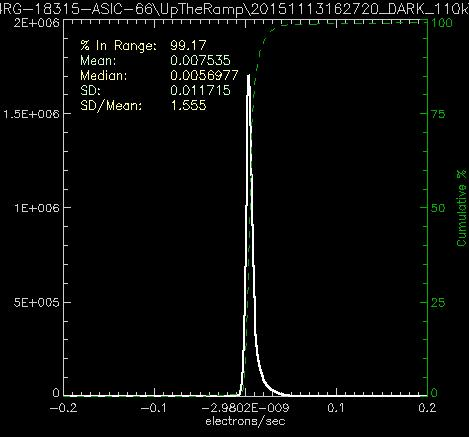 4RG-18315-ASIC-66\UpTheRamp\20151113162720_DARK_110k
2E+006 100
% In Range: 99.17
Mean: 0.007535
Median: 0.0056977
SD: 0.011715
SD/Mean: 1.555
1.5E+006 75
1E+006 50
Cumulative %
5E+005 25
0 0
-0.2 -0.1 -2.9802E-009 0.1 0.2
electrons/sec